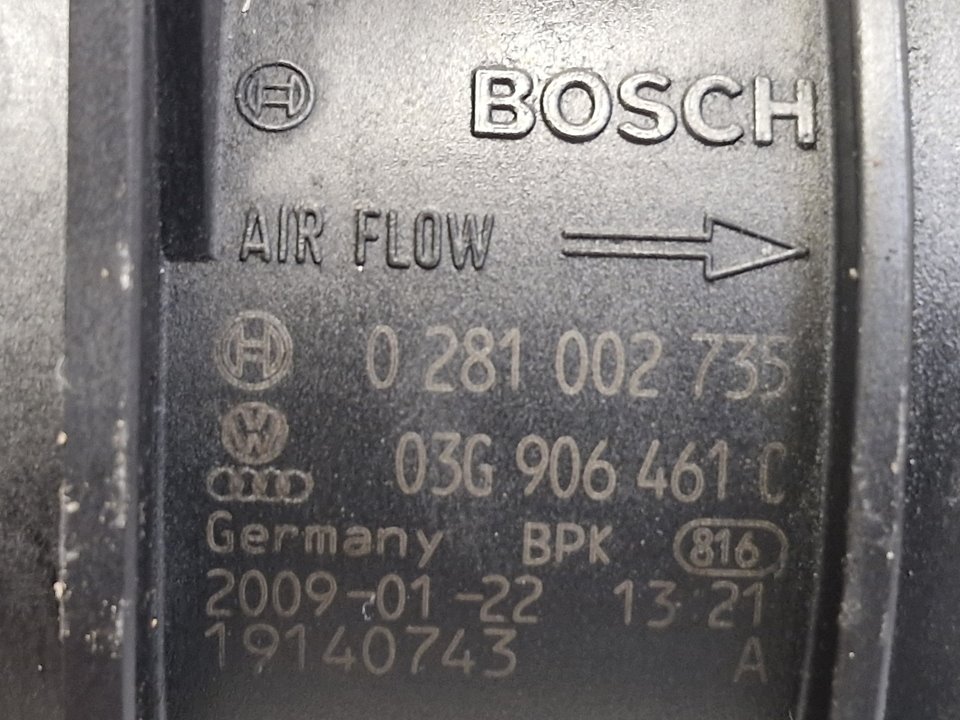 BOSCH
AIR FLOW
0 281 002 735
03G 906 461 C
Germany BPK 816
2009-01-22 13:21
19140743 A